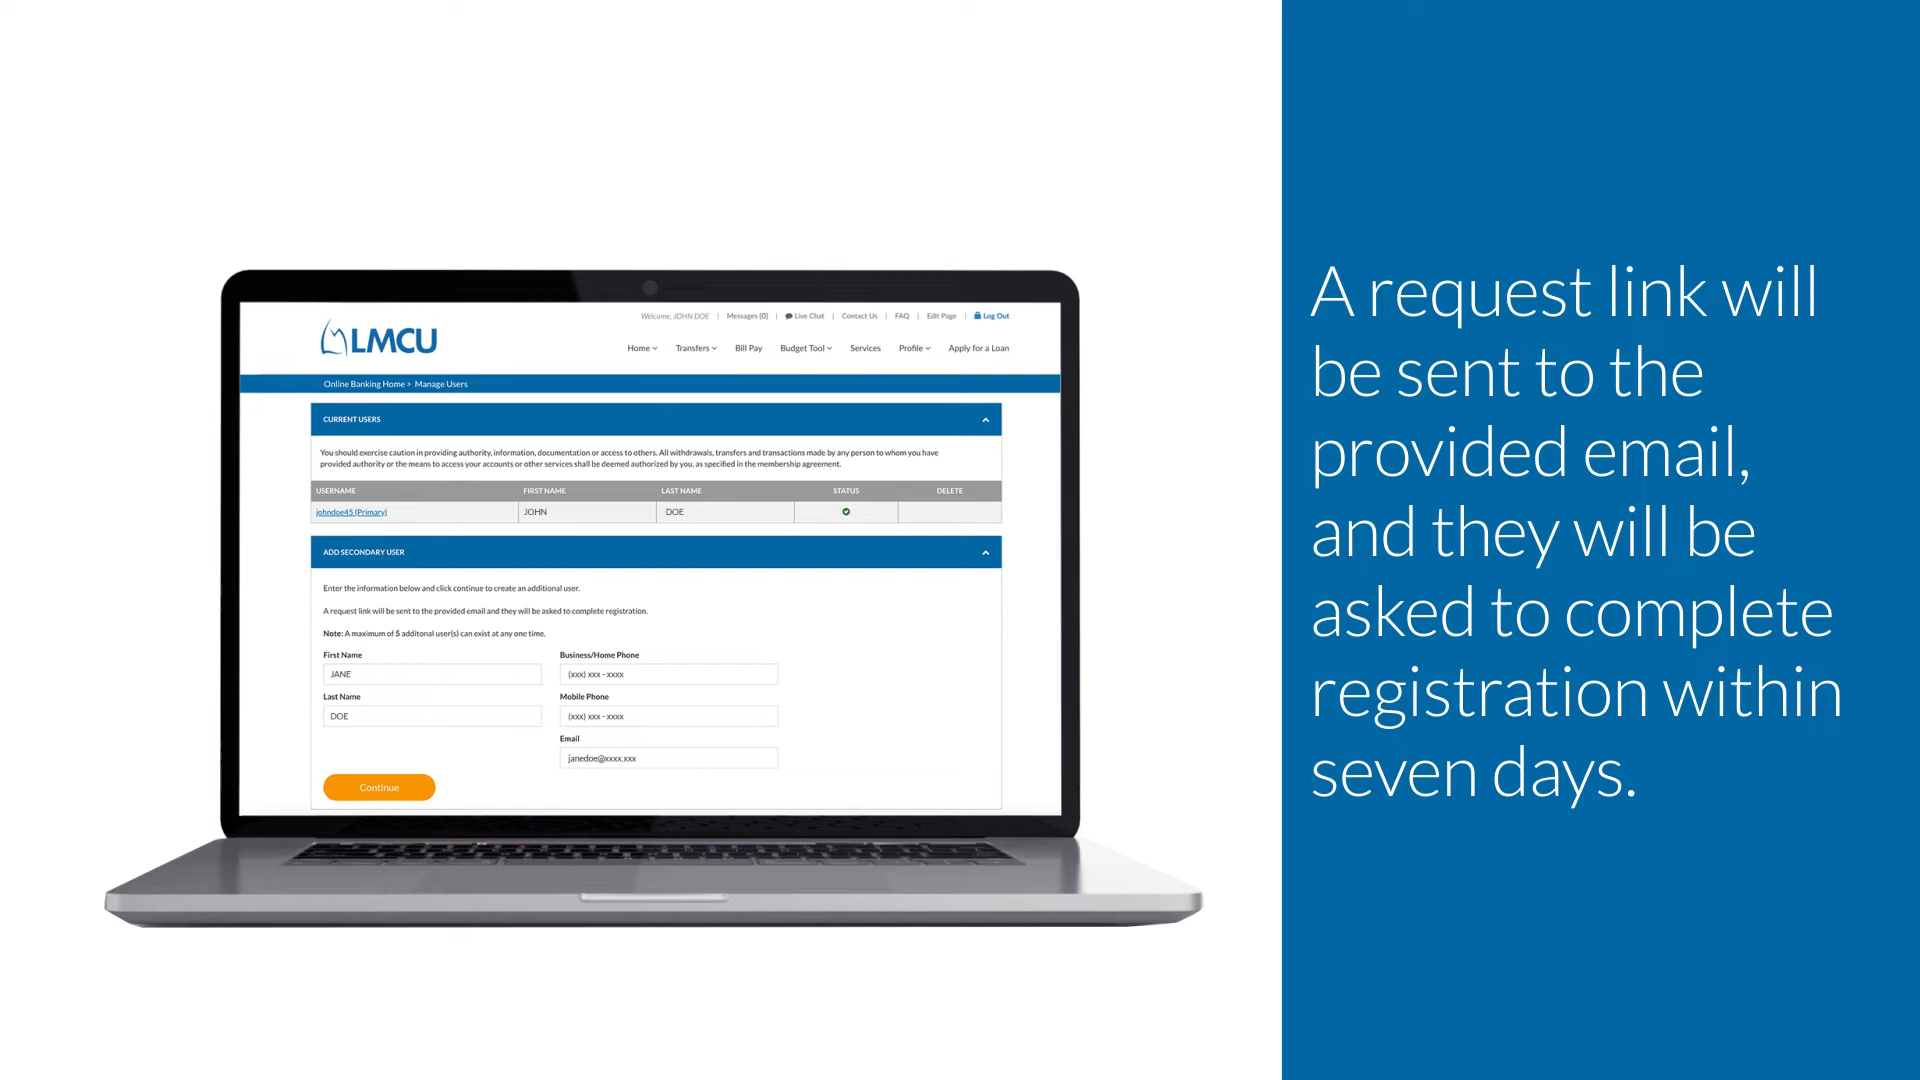 LMCU
Welcome, JOHN DOE | Messages (0) | Live Chat | Contact Us | FAQ | Edit Page | Log Out
Home Transfers Bill Pay Budget Tool Services Profile Apply for a Loan
Online Banking Home > Manage Users
CURRENT USERS
You should exercise caution in providing authority, information, documentation or access to others. All withdrawals, transfers and transactions made by any person to whom you have
provided authority or the means to access your accounts or other services shall be deemed authorized by you, as specified in the membership agreement.
USERNAME FIRST NAME LAST NAME STATUS DELETE
johndoe45 (Primary) JOHN DOE
ADD SECONDARY USER
Enter the information below and click continue to create an additional user.
A request link will be sent to the provided email and they will be asked to complete registration.
Note: A maximum of 5 additonal user(s) can exist at any one time.
First Name Business/Home Phone
JANE (xxx) xxx - xxxx
Last Name Mobile Phone
DOE (xxx) xxx - xxxx
Email
janedoe@xxxx.xxx
Continue
A request link will
be sent to the
provided email,
and they will be
asked to complete
registration within
seven days.